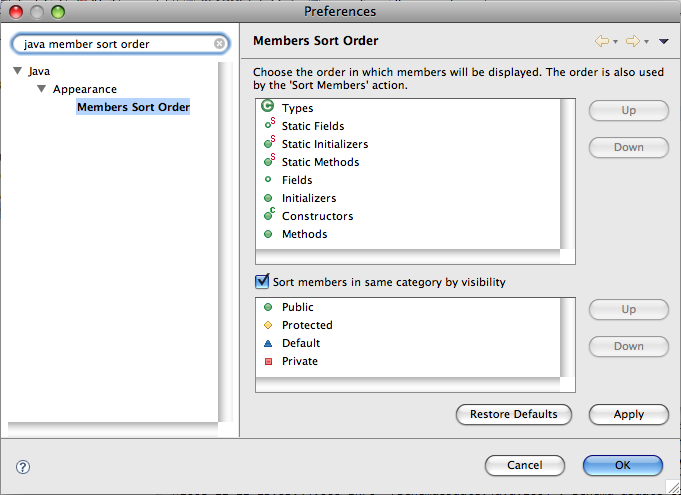 Preferences
java member sort order
Java
Appearance
Members Sort Order
Members Sort Order
Choose the order in which members will be displayed. The order is also used
by the 'Sort Members' action.
C Types
S Static Fields
S Static Initializers
S Static Methods
Fields
Initializers
C Constructors
Methods
Up
Down
Sort members in same category by visibility
Public
Protected
Default
Private
Up
Down
Restore Defaults
Apply
?
Cancel
OK